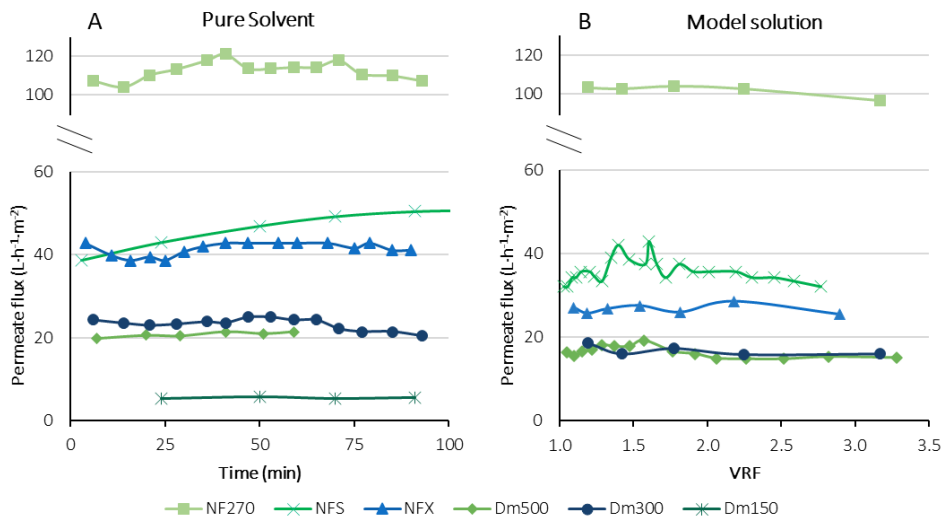 A Pure Solvent
B Model solution
120
100
60
40
20
0
Permeate flux (L-h⁻¹-m⁻²)
0 25 50 75 100
Time (min)
120
100
60
40
20
0
Permeate flux (L-h⁻¹-m⁻²)
1.0 1.5 2.0 2.5 3.0 3.5
VRF
NF270 NFS NFX Dm500 Dm300 Dm150